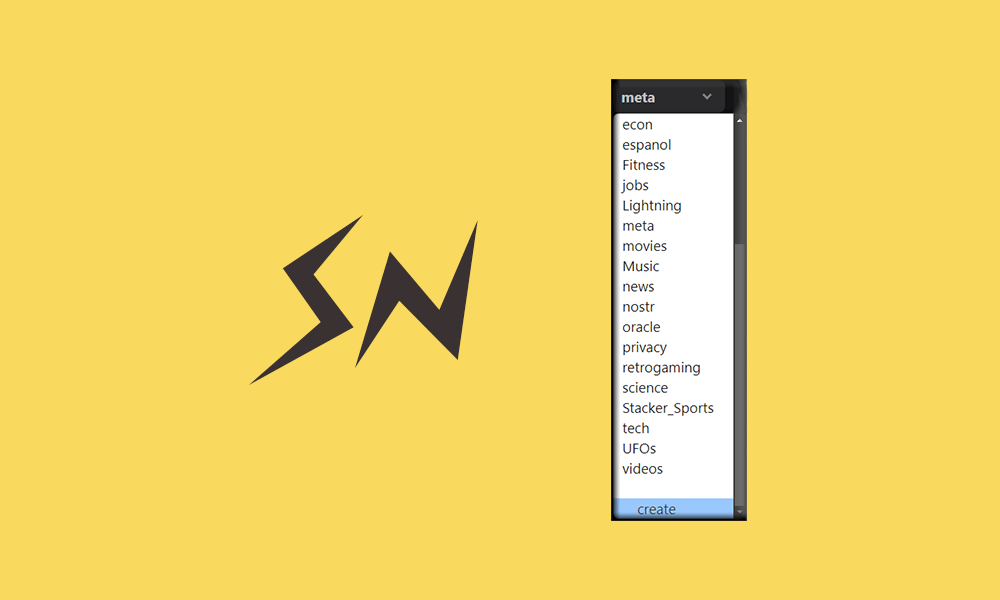 SN
meta
econ
espanol
Fitness
jobs
Lightning
meta
movies
Music
news
nostr
oracle
privacy
retrogaming
science
Stacker_Sports
tech
UFOs
videos
create